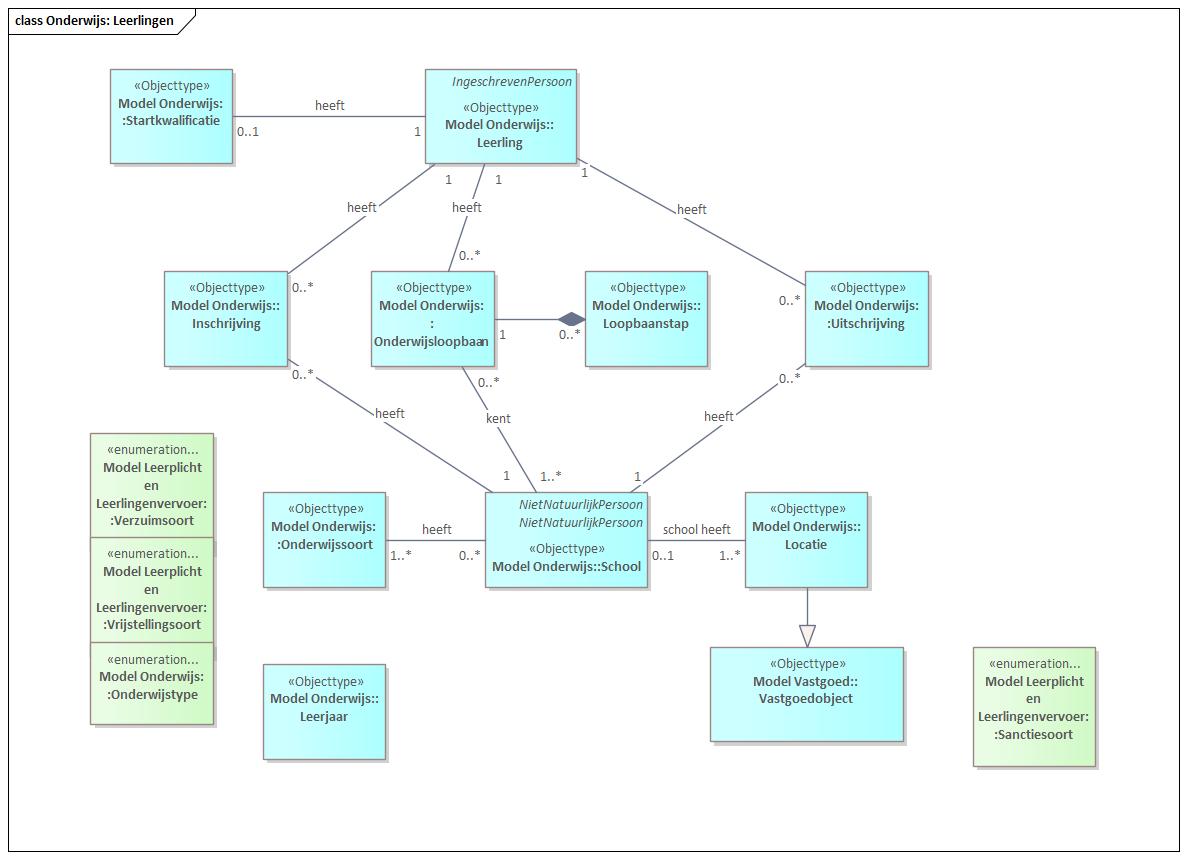 class Onderwijs: Leerlingen
«Objecttype»
Model Onderwijs:
:Startkwalificatie
heeft
0..1
1
IngeschrevenPersoon
«Objecttype»
Model Onderwijs::
Leerling
1
1
1
heeft
heeft
heeft
0..*
0..*
0..*
«Objecttype»
Model Onderwijs::
Inschrijving
«Objecttype»
Model Onderwijs:
:
Onderwijsloopbaan
1
0..*
«Objecttype»
Model Onderwijs::
Loopbaanstap
«Objecttype»
Model Onderwijs:
:Uitschrijving
0..*
0..*
0..*
heeft
kent
heeft
1
1..*
1
«enumeration...
Model Leerplicht
en
Leerlingenvervoer:
:Verzuimsoort
«enumeration...
Model Leerplicht
en
Leerlingenvervoer:
:Vrijstellingsoort
«enumeration...
Model Onderwijs:
:Onderwijstype
«Objecttype»
Model Onderwijs:
:Onderwijssoort
heeft
1..*
0..*
NietNatuurlijkPersoon
NietNatuurlijkPersoon
«Objecttype»
Model Onderwijs::School
school heeft
0..1
1..*
«Objecttype»
Model Onderwijs::
Locatie
«Objecttype»
Model Onderwijs::
Leerjaar
«Objecttype»
Model Vastgoed::
Vastgoedobject
«enumeration...
Model Leerplicht
en
Leerlingenvervoer:
:Sanctiesoort